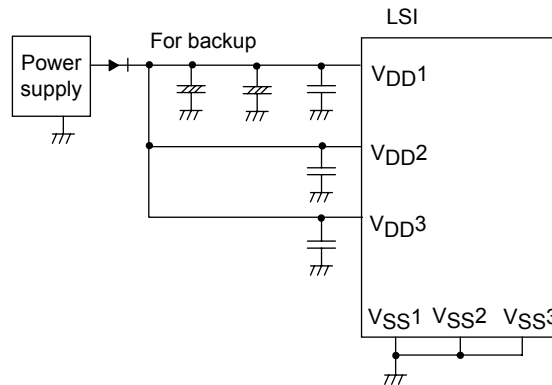 LSI
For backup
Power
supply
VDD1
VDD2
VDD3
VSS1 VSS2 VSS3